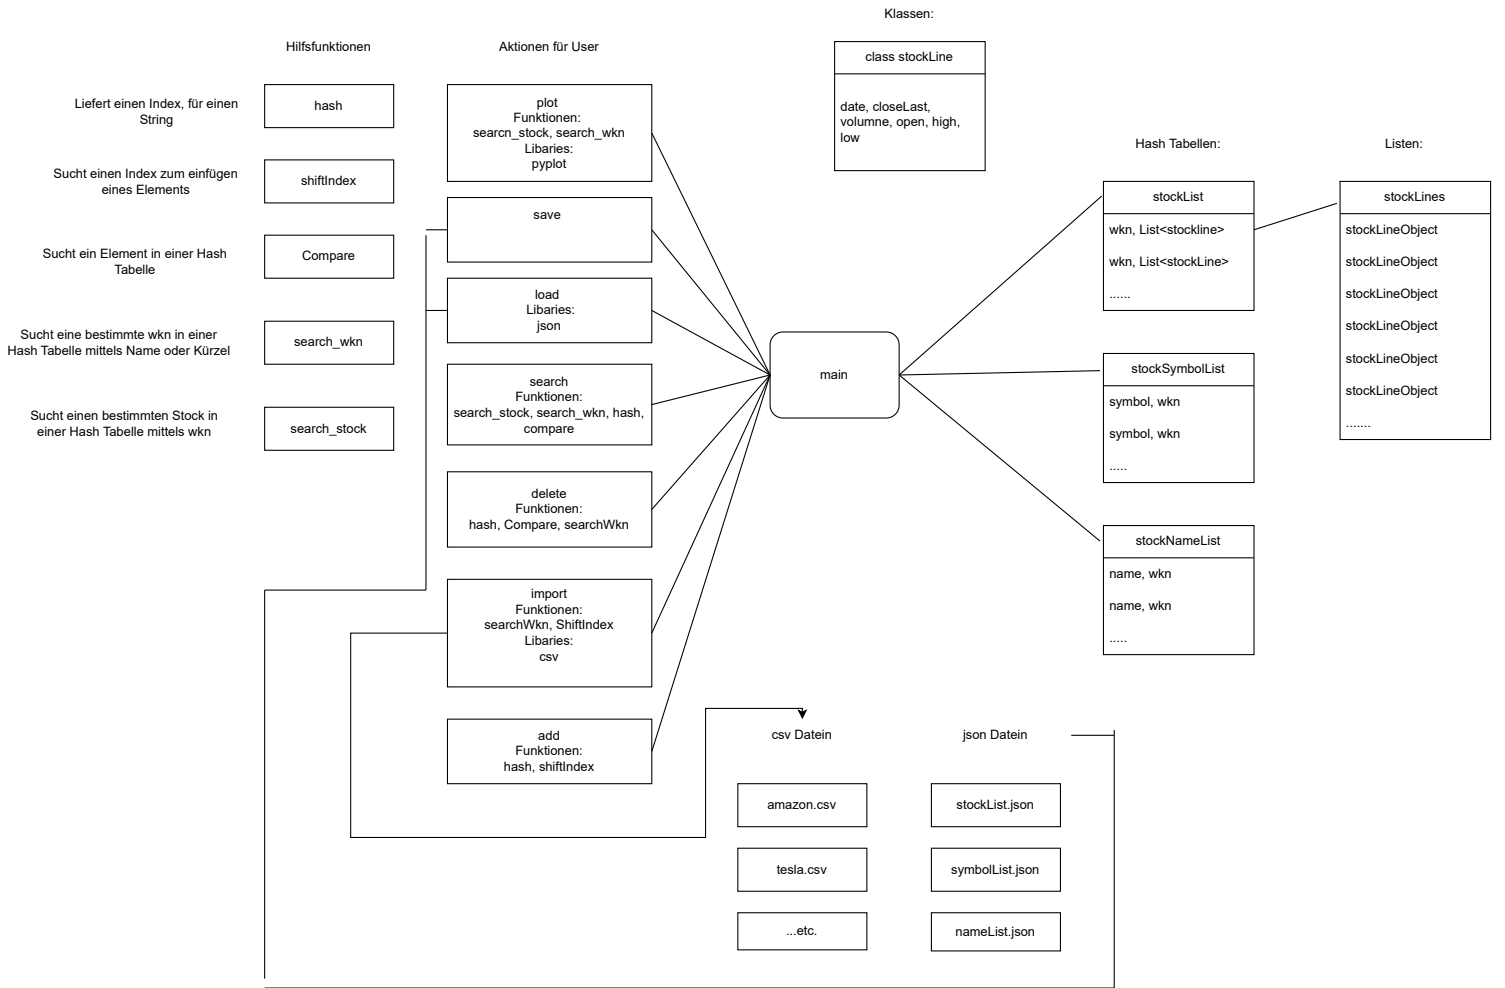 Klassen:
Hilfsfunktionen
Aktionen für User
Liefert einen Index, für einen
String
hash
Sucht einen Index zum einfügen
eines Elements
shiftIndex
Sucht ein Element in einer Hash
Tabelle
Compare
Sucht eine bestimmte wkn in einer
Hash Tabelle mittels Name oder Kürzel
search_wkn
Sucht einen bestimmten Stock in
einer Hash Tabelle mittels wkn
search_stock
plot
Funktionen:
searcn_stock, search_wkn
Libaries:
pyplot
save
load
Libaries:
json
search
Funktionen:
search_stock, search_wkn, hash,
compare
delete
Funktionen:
hash, Compare, searchWkn
import
Funktionen:
searchWkn, ShiftIndex
Libaries:
csv
add
Funktionen:
hash, shiftIndex
main
class stockLine
date, closeLast,
volumne, open, high,
low
Hash Tabellen:
stockList
wkn, List<stockline>
wkn, List<stockLine>
......
stockSymbolList
symbol, wkn
symbol, wkn
.....
stockNameList
name, wkn
name, wkn
.....
Listen:
stockLines
stockLineObject
stockLineObject
stockLineObject
stockLineObject
stockLineObject
stockLineObject
.......
csv Datein
amazon.csv
tesla.csv
...etc.
json Datein
stockList.json
symbolList.json
nameList.json